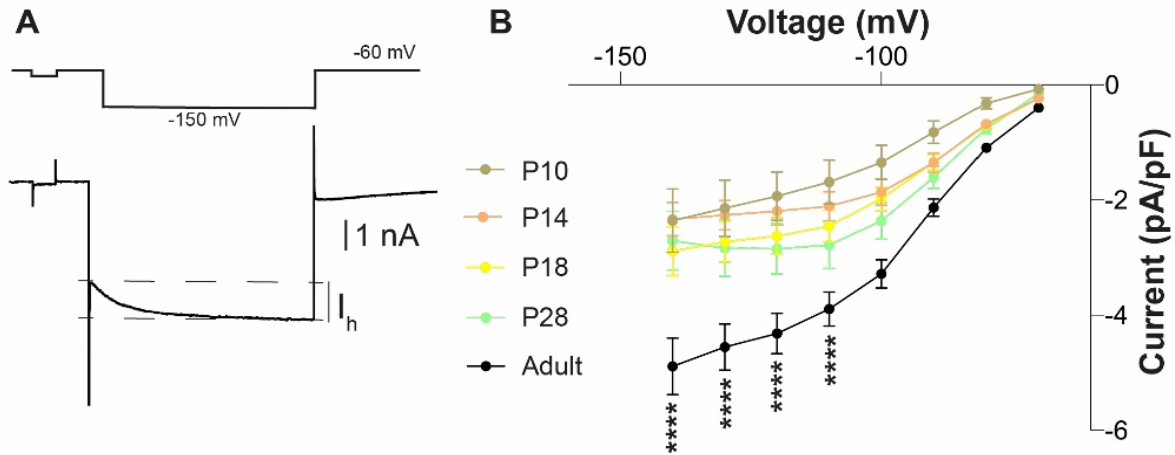 A
-60 mV
-150 mV
1 nA
Ih
B
Voltage (mV)
-150
-100
0
-2
-4
-6
Current (pA/pF)
P10
P14
P18
P28
Adult
****
****
****
****